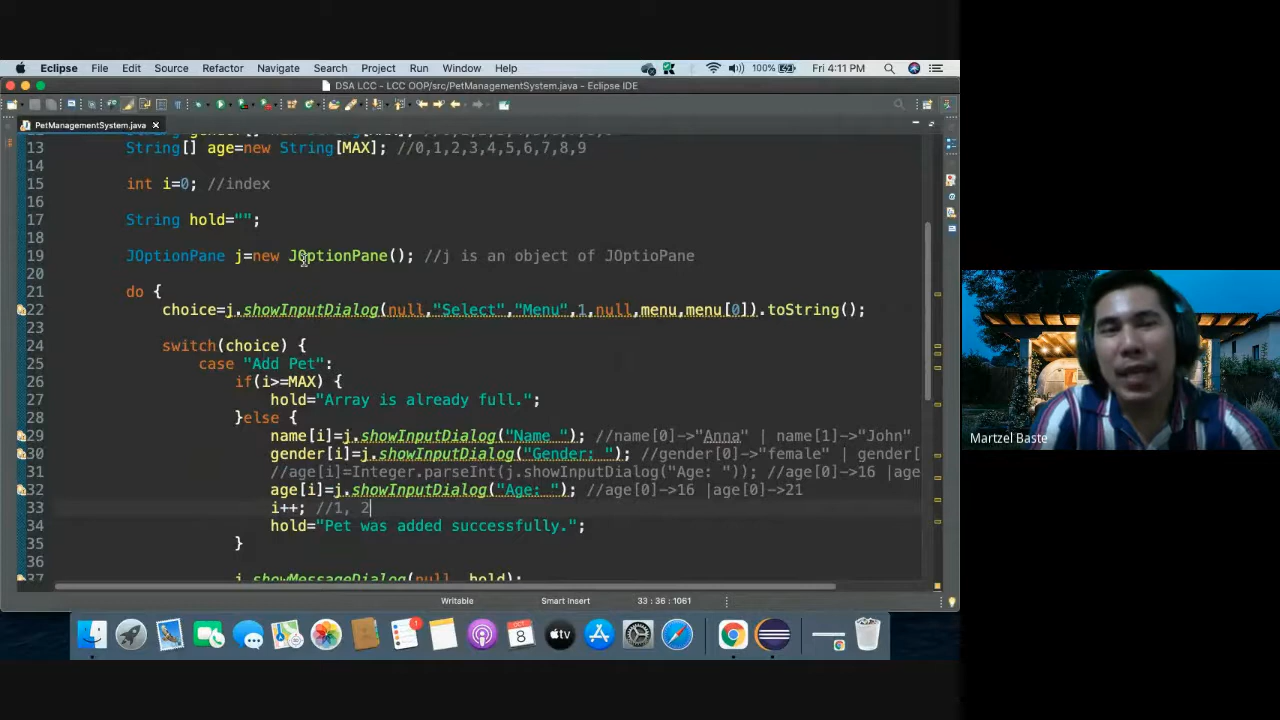 Eclipse File Edit Source Refactor Navigate Search Project Run Window Help 100% Fri 4:11 PM
DSA LCC - LCC OOP/src/PetManagementSystem.java - Eclipse IDE
PetManagementSystem.java
13 String[] age=new String[MAX]; //0,1,2,3,4,5,6,7,8,9
14
15 int i=0; //index
16
17 String hold="";
18
19 JOptionPane j=new JOptionPane(); //j is an object of JOptioPane
20
21 do {
22 choice=j.showInputDialog(null,"Select","Menu",1,null,menu,menu[0]).toString();
23
24 switch(choice) {
25 case "Add Pet":
26 if(i>=MAX) {
27 hold="Array is already full.";
28 }else {
29 name[i]=j.showInputDialog("Name "); //name[0]->"Anna" | name[1]->"John"
30 gender[i]=j.showInputDialog("Gender: "); //gender[0]->"female" | gender[
31 //age[i]=Integer.parseInt(j.showInputDialog("Age: ")); //age[0]->16 |age
32 age[i]=j.showInputDialog("Age: "); //age[0]->16 |age[0]->21
33 i++; //1, 2
34 hold="Pet was added successfully.";
35 }
36
37 j.showMessageDialog(null, hold);
Writable Smart Insert 33 : 36 : 1061
Martzel Baste